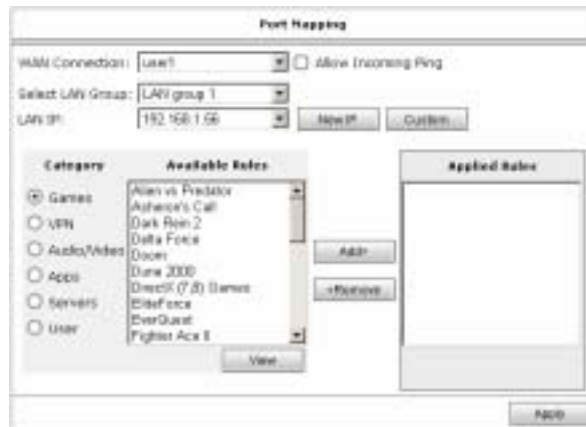 Port Mapping
WAN Connection: user1 Allow Incoming Ping
Select LAN Group: LAN group 1
LAN IP: 192.168.1.66 New IP Custom
Category Available Rules Applied Rules
Games
VPN
Audio/Video
Apps
Servers
User
Alien vs Predator
Asheron's Call
Dark Rein 2
Delta Force
Doom
Dune 2000
DirectX (7,8) Games
EliteForce
EverQuest
Fighter Ace II
Add>
<Remove
View
Apply